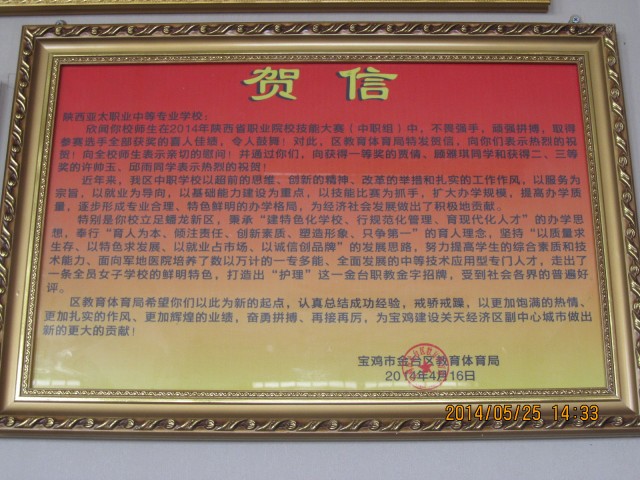 贺信
陕西亚太职业中等专业学校：
欣闻你校师生在2014年陕西省职业院校技能大赛（中职组）中，不畏强手，顽强拼搏，取得
参赛选手全部获奖的喜人佳绩，令人鼓舞！对此，区教育体育局特发贺信，向你们表示热烈的祝
贺！向全校师生表示亲切的慰问！并通过你们，向获得一等奖的贺倩、顾雅琪同学和获得二、三等
奖的许帅玉、邱雨同学表示热烈的祝贺！
近年来，我区中职学校以超前的思维、创新的精神、改革的举措和扎实的工作作风，以服务为
宗旨，以就业为导向，以基础能力建设为重点，以技能比赛为抓手，扩大办学规模，提高办学质
量，逐步形成专业合理、特色鲜明的办学格局，为经济社会发展做出了积极地贡献..
特别是你校立足蟠龙新区，秉承“建特色化学校、行规范化管理、育现代化人才”的办学思
想，奉行“育人为本、倾注责任、创新素质、塑造形象、只争第一”的育人理念，坚持“以质量求
生存、以特色求发展、以就业占市场、以诚信创品牌”的发展思路，努力提高学生的综合素质和技
术能力、面向军地医院培养了数以万计的一专多能、全面发展的中等技术应用型专门人才，走出了
一条全员女子学校的鲜明特色，打造出“护理”这一金台职教金字招牌，受到社会各界的普遍好
评。
区教育体育局希望你们以此为新的起点，认真总结成功经验，戒骄戒躁，以更加饱满的热情、
更加扎实的作风、更加辉煌的业绩，奋勇拼搏、再接再厉，为宝鸡建设关天经济区副中心城市做出
新的更大的贡献！
宝鸡市金台区教育体育局
2014年4月16日
2014/05/25 14:33